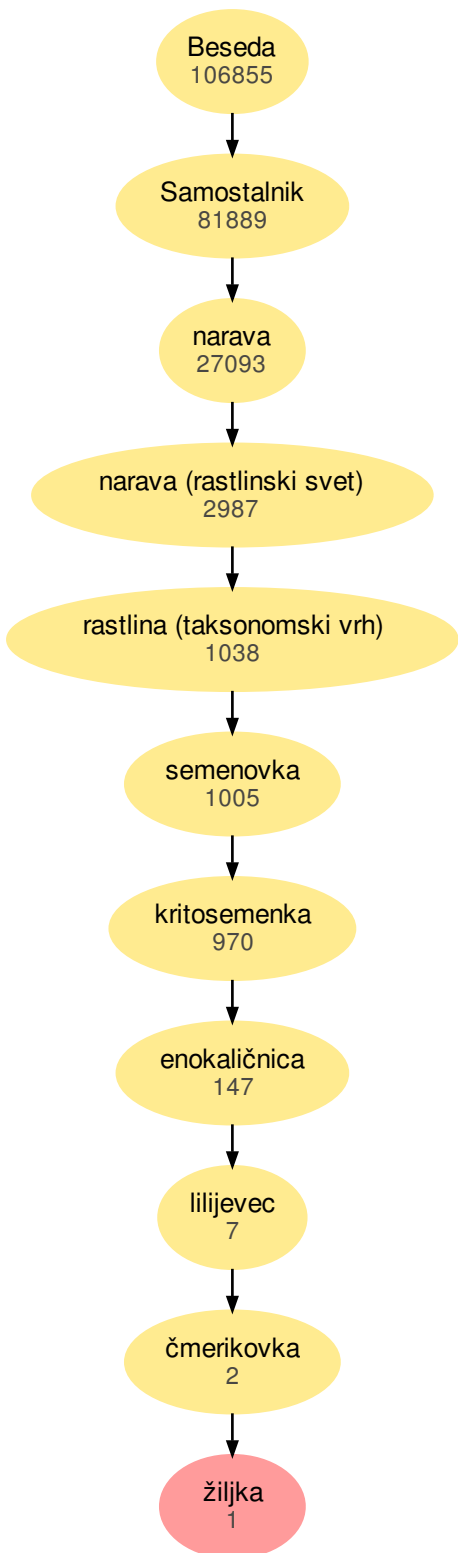 Beseda
106855
Samostalnik
81889
narava
27093
narava (rastlinski svet)
2987
rastlina (taksonomski vrh)
1038
semenovka
1005
kritosemenka
970
enokaličnica
147
lilijevec
7
čmerikovka
2
žiljka
1